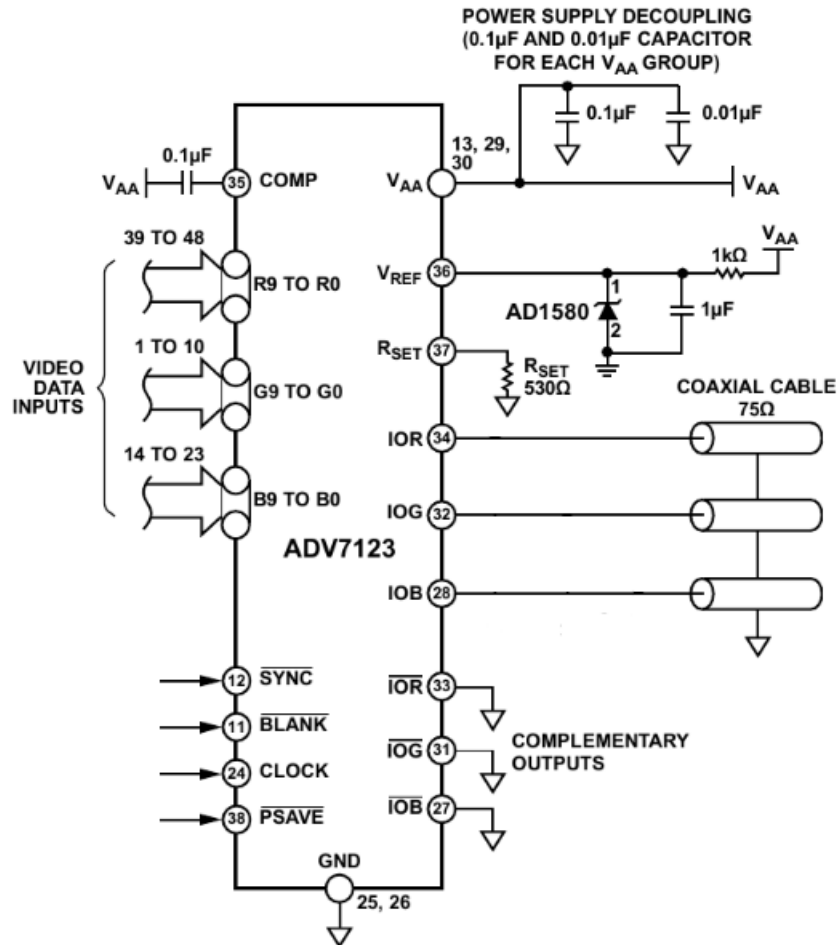 POWER SUPPLY DECOUPLING
(0.1µF AND 0.01µF CAPACITOR
FOR EACH VAA GROUP)
0.1µF
0.01µF
13, 29,
30
VAA
VAA
0.1µF
VAA
35
COMP
39 TO 48
R9 TO R0
VREF
36
1kΩ
VAA
AD1580
1
2
1µF
RSET
37
RSET
530Ω
VIDEO
DATA
INPUTS
1 TO 10
G9 TO G0
COAXIAL CABLE
75Ω
IOR
34
14 TO 23
B9 TO B0
IOG
32
ADV7123
IOB
28
12
SYNC
IOR
33
11
BLANK
IOG
31
COMPLEMENTARY
OUTPUTS
24
CLOCK
IOB
27
38
PSAVE
GND
25, 26